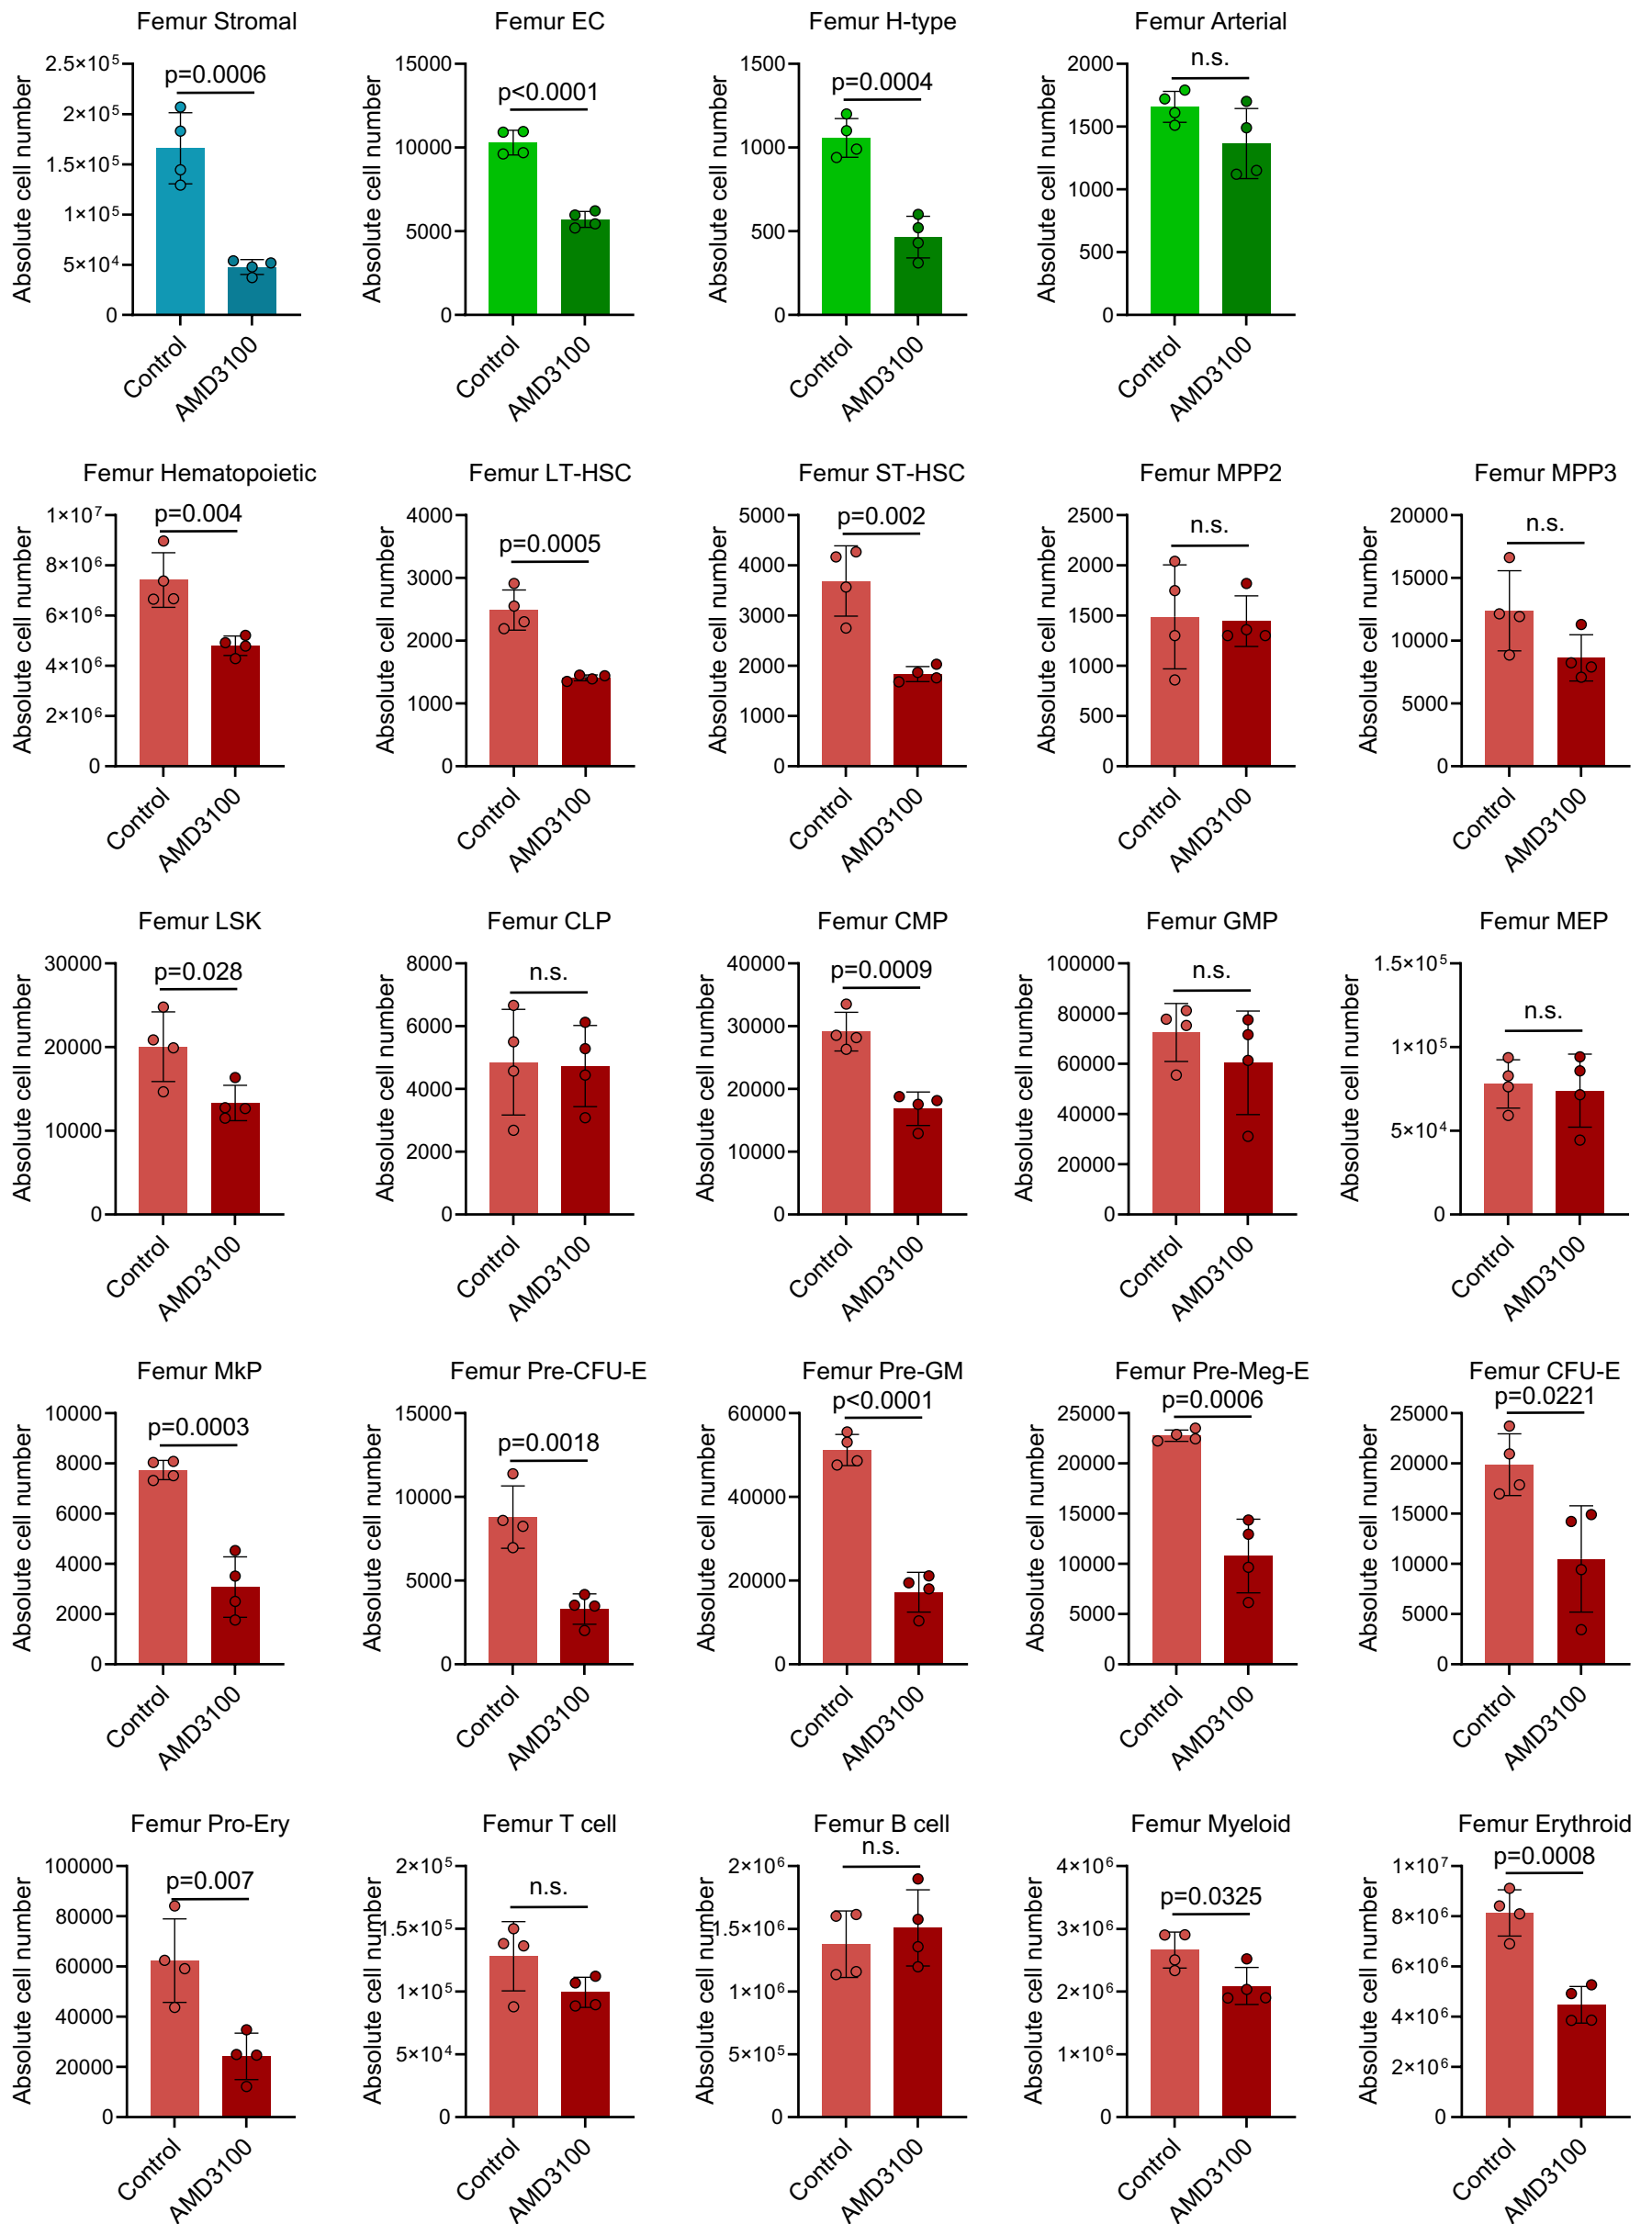 Femur Stromal
Absolute cell number
2.5×10⁵
2×10⁵
1.5×10⁵
1×10⁵
5×10⁴
0
p=0.0006
Control
AMD3100
Femur EC
Absolute cell number
15000
10000
5000
0
p<0.0001
Control
AMD3100
Femur H-type
Absolute cell number
1500
1000
500
0
p=0.0004
Control
AMD3100
Femur Arterial
Absolute cell number
2000
1500
1000
500
0
n.s.
Control
AMD3100
Femur Hematopoietic
Absolute cell number
1×10⁷
8×10⁶
6×10⁶
4×10⁶
2×10⁶
0
p=0.004
Control
AMD3100
Femur LT-HSC
Absolute cell number
4000
3000
2000
1000
0
p=0.0005
Control
AMD3100
Femur ST-HSC
Absolute cell number
5000
4000
3000
2000
1000
0
p=0.002
Control
AMD3100
Femur MPP2
Absolute cell number
2500
2000
1500
1000
500
0
n.s.
Control
AMD3100
Femur MPP3
Absolute cell number
20000
15000
10000
5000
0
n.s.
Control
AMD3100
Femur LSK
Absolute cell number
30000
20000
10000
0
p=0.028
Control
AMD3100
Femur CLP
Absolute cell number
8000
6000
4000
2000
0
n.s.
Control
AMD3100
Femur CMP
Absolute cell number
40000
30000
20000
10000
0
p=0.0009
Control
AMD3100
Femur GMP
Absolute cell number
100000
80000
60000
40000
20000
0
n.s.
Control
AMD3100
Femur MEP
Absolute cell number
1.5×10⁵
1×10⁵
5×10⁴
0
n.s.
Control
AMD3100
Femur MkP
Absolute cell number
10000
8000
6000
4000
2000
0
p=0.0003
Control
AMD3100
Femur Pre-CFU-E
Absolute cell number
15000
10000
5000
0
p=0.0018
Control
AMD3100
Femur Pre-GM
Absolute cell number
60000
40000
20000
0
p<0.0001
Control
AMD3100
Femur Pre-Meg-E
Absolute cell number
25000
20000
15000
10000
5000
0
p=0.0006
Control
AMD3100
Femur CFU-E
Absolute cell number
25000
20000
15000
10000
5000
0
p=0.0221
Control
AMD3100
Femur Pro-Ery
Absolute cell number
100000
80000
60000
40000
20000
0
p=0.007
Control
AMD3100
Femur T cell
Absolute cell number
2×10⁵
1.5×10⁵
1×10⁵
5×10⁴
0
n.s.
Control
AMD3100
Femur B cell
Absolute cell number
2×10⁶
1.5×10⁶
1×10⁶
5×10⁵
0
n.s.
Control
AMD3100
Femur Myeloid
Absolute cell number
4×10⁶
3×10⁶
2×10⁶
1×10⁶
0
p=0.0325
Control
AMD3100
Femur Erythroid
Absolute cell number
1×10⁷
8×10⁶
6×10⁶
4×10⁶
2×10⁶
0
p=0.0008
Control
AMD3100